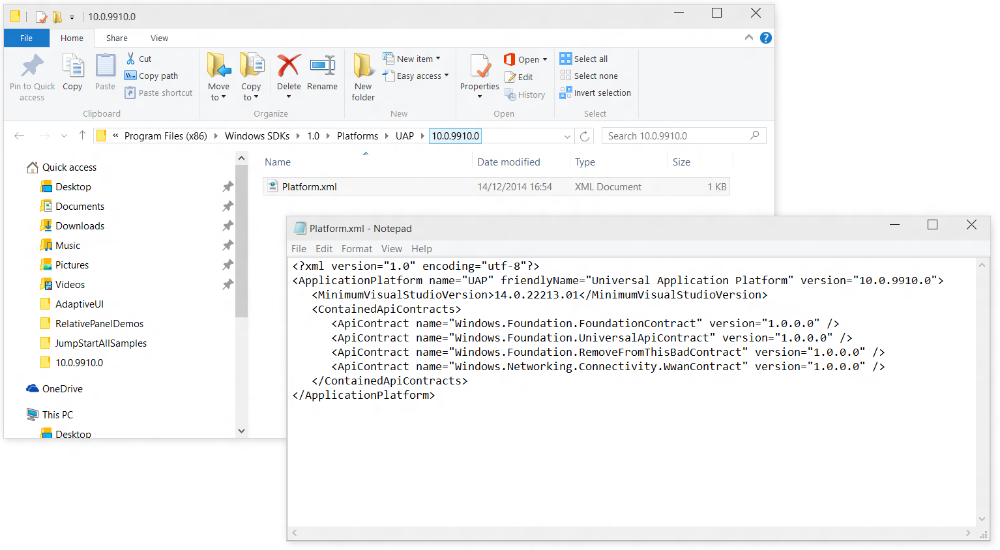 10.0.9910.0
File Home Share View
Pin to Quick access
Copy
Paste
Cut
Copy path
Paste shortcut
Clipboard
Move to
Copy to
Delete
Rename
Organize
New folder
New item
Easy access
New
Properties
Open
Edit
History
Open
Select all
Select none
Invert selection
Select
« Program Files (x86) Windows SDKs 1.0 Platforms UAP 10.0.9910.0
Search 10.0.9910.0
Quick access
Desktop
Documents
Downloads
Music
Pictures
Videos
AdaptiveUI
RelativePanelDemos
JumpStartAllSamples
10.0.9910.0
OneDrive
This PC
Desktop
Name Date modified Type Size
Platform.xml 14/12/2014 16:54 XML Document 1 KB
Platform.xml - Notepad
File Edit Format View Help
<?xml version="1.0" encoding="utf-8"?>
<ApplicationPlatform name="UAP" friendlyName="Universal Application Platform" version="10.0.9910.0">
<MinimumVisualStudioVersion>14.0.22213.01</MinimumVisualStudioVersion>
<ContainedApiContracts>
<ApiContract name="Windows.Foundation.FoundationContract" version="1.0.0.0" />
<ApiContract name="Windows.Foundation.UniversalApiContract" version="1.0.0.0" />
<ApiContract name="Windows.Foundation.RemoveFromThisBadContract" version="1.0.0.0" />
<ApiContract name="Windows.Networking.Connectivity.WwanContract" version="1.0.0.0" />
</ContainedApiContracts>
</ApplicationPlatform>